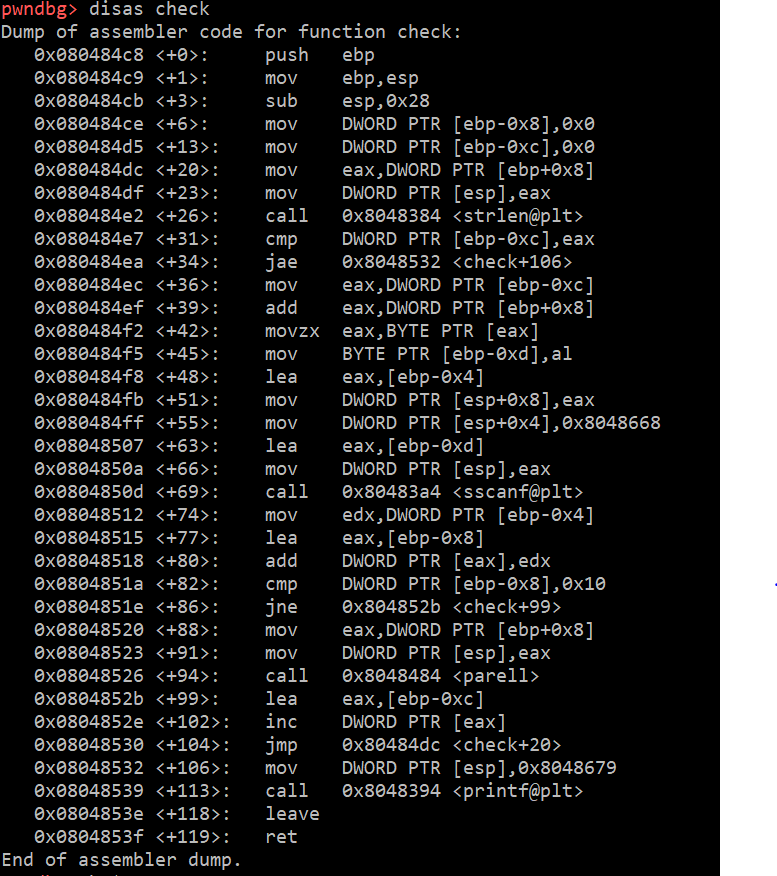 pwndbg> disas check
Dump of assembler code for function check:
   0x080484c8 <+0>:     push   ebp
   0x080484c9 <+1>:     mov    ebp,esp
   0x080484cb <+3>:     sub    esp,0x28
   0x080484ce <+6>:     mov    DWORD PTR [ebp-0x8],0x0
   0x080484d5 <+13>:    mov    DWORD PTR [ebp-0xc],0x0
   0x080484dc <+20>:    mov    eax,DWORD PTR [ebp+0x8]
   0x080484df <+23>:    mov    DWORD PTR [esp],eax
   0x080484e2 <+26>:    call   0x8048384 <strlen@plt>
   0x080484e7 <+31>:    cmp    DWORD PTR [ebp-0xc],eax
   0x080484ea <+34>:    jae    0x8048532 <check+106>
   0x080484ec <+36>:    mov    eax,DWORD PTR [ebp-0xc]
   0x080484ef <+39>:    add    eax,DWORD PTR [ebp+0x8]
   0x080484f2 <+42>:    movzx  eax,BYTE PTR [eax]
   0x080484f5 <+45>:    mov    BYTE PTR [ebp-0xd],al
   0x080484f8 <+48>:    lea    eax,[ebp-0x4]
   0x080484fb <+51>:    mov    DWORD PTR [esp+0x8],eax
   0x080484ff <+55>:    mov    DWORD PTR [esp+0x4],0x8048668
   0x08048507 <+63>:    lea    eax,[ebp-0xd]
   0x0804850a <+66>:    mov    DWORD PTR [esp],eax
   0x0804850d <+69>:    call   0x80483a4 <sscanf@plt>
   0x08048512 <+74>:    mov    edx,DWORD PTR [ebp-0x4]
   0x08048515 <+77>:    lea    eax,[ebp-0x8]
   0x08048518 <+80>:    add    DWORD PTR [eax],edx
   0x0804851a <+82>:    cmp    DWORD PTR [ebp-0x8],0x10
   0x0804851e <+86>:    jne    0x804852b <check+99>
   0x08048520 <+88>:    mov    eax,DWORD PTR [ebp+0x8]
   0x08048523 <+91>:    mov    DWORD PTR [esp],eax
   0x08048526 <+94>:    call   0x8048484 <parell>
   0x0804852b <+99>:    lea    eax,[ebp-0xc]
   0x0804852e <+102>:   inc    DWORD PTR [eax]
   0x08048530 <+104>:   jmp    0x80484dc <check+20>
   0x08048532 <+106>:   mov    DWORD PTR [esp],0x8048679
   0x08048539 <+113>:   call   0x8048394 <printf@plt>
   0x0804853e <+118>:   leave
   0x0804853f <+119>:   ret
End of assembler dump.